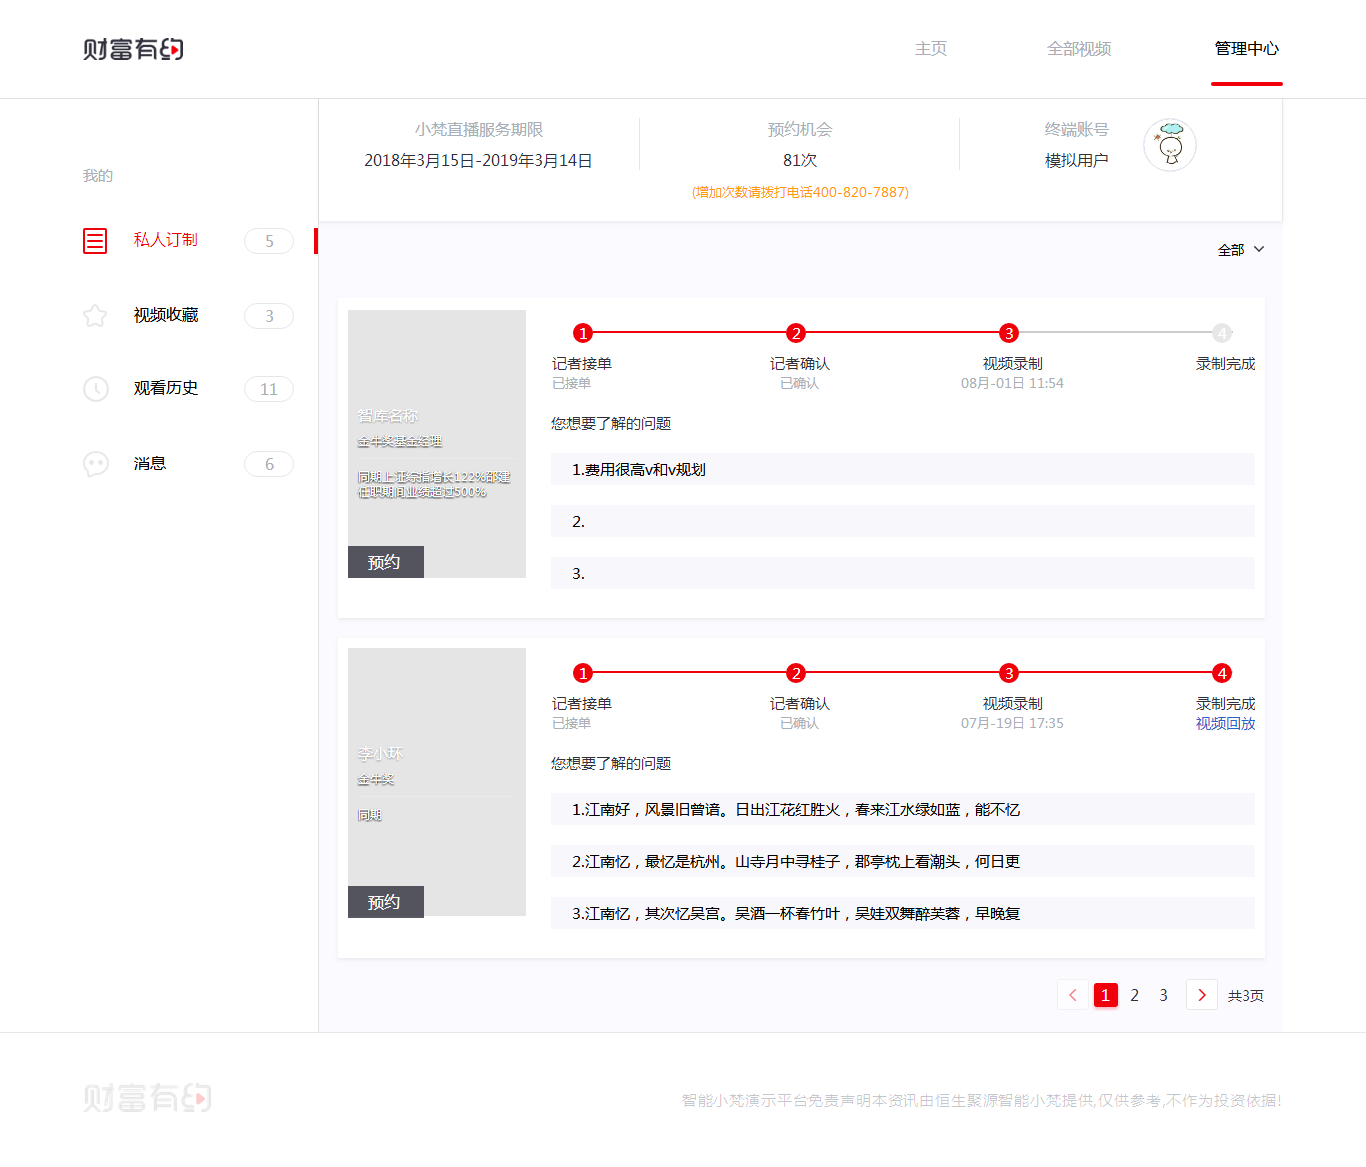 财富有约
主页
全部视频
管理中心
小梵直播服务期限
2018年3月15日-2019年3月14日
预约机会
81次
(增加次数请拨打电话400-820-7887)
终端账号
模拟用户
我的
私人订制 5
视频收藏 3
观看历史 11
消息 6
全部
智库名称
金牛奖基金经理
同期上证综指增长122%邵建
任职期间业绩超过500%
预约
1 2 3 4
记者接单 记者确认 视频录制 录制完成
已接单 已确认 08月-01日 11:54
您想要了解的问题
1.费用很高v和v规划
2.
3.
李小环
金牛奖
同期
预约
1 2 3 4
记者接单 记者确认 视频录制 录制完成
已接单 已确认 07月-19日 17:35 视频回放
您想要了解的问题
1.江南好，风景旧曾谙。日出江花红胜火，春来江水绿如蓝，能不忆
2.江南忆，最忆是杭州。山寺月中寻桂子，郡亭枕上看潮头，何日更
3.江南忆，其次忆吴宫。吴酒一杯春竹叶，吴娃双舞醉芙蓉，早晚复
1 2 3 共3页
财富有约
智能小梵演示平台免责声明本资讯由恒生聚源智能小梵提供,仅供参考,不作为投资依据!